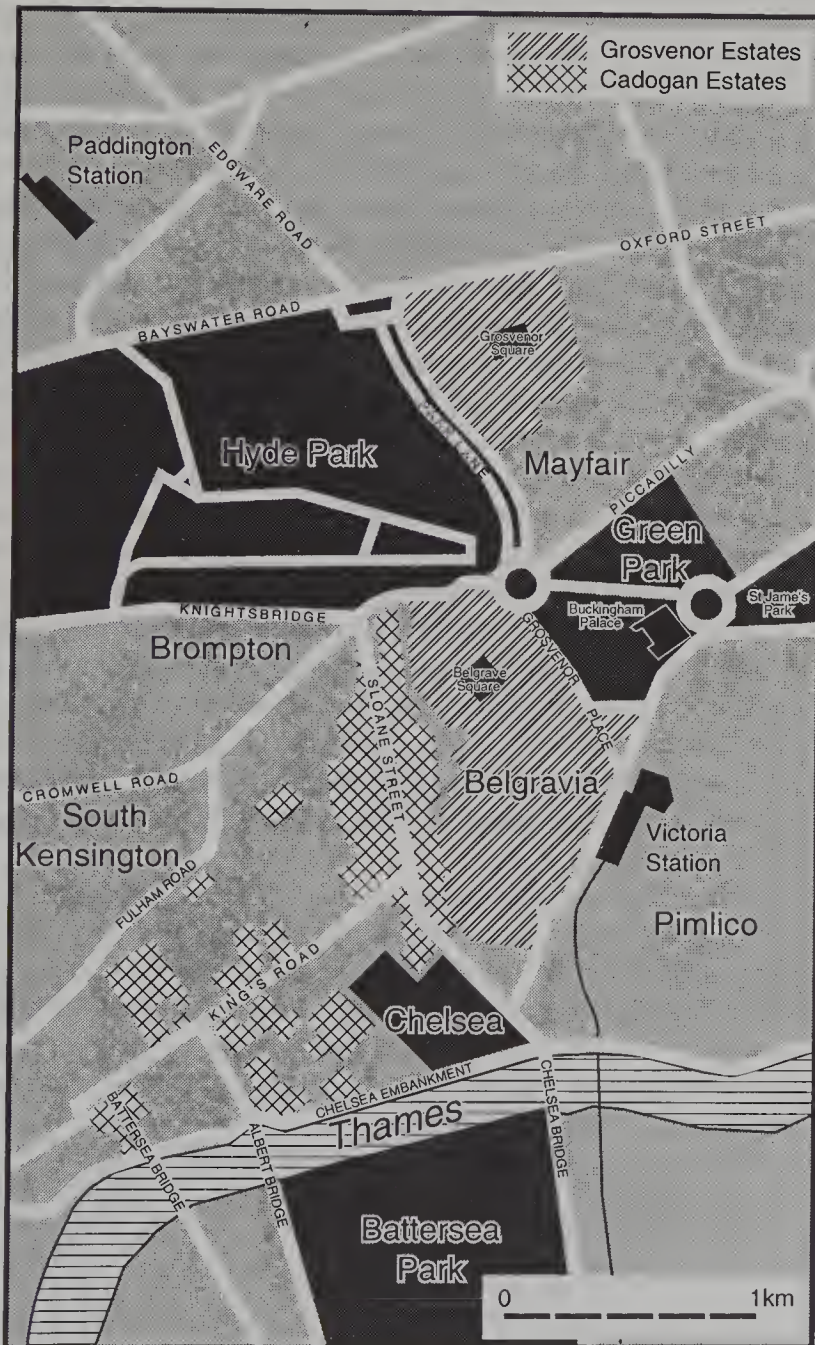 Grosvenor Estates
Cadogan Estates
Paddington
Station
EDGWARE ROAD
OXFORD STREET
BAYSWATER ROAD
Grosvenor
Square
PARK LANE
Hyde Park
Mayfair
PICCADILLY
Green
Park
St Jame's
Park
Buckingham
Palace
KNIGHTSBRIDGE
Brompton
GROSVENOR
PLACE
Belgrave
Square
SLOANE STREET
Belgravia
CROMWELL ROAD
South
Kensington
Victoria
Station
FULHAM ROAD
Pimlico
KING'S ROAD
Chelsea
CHELSEA EMBANKMENT
Thames
CHELSEA BRIDGE
BATTERSEA BRIDGE
ALBERT BRIDGE
Battersea
Park
0 1km